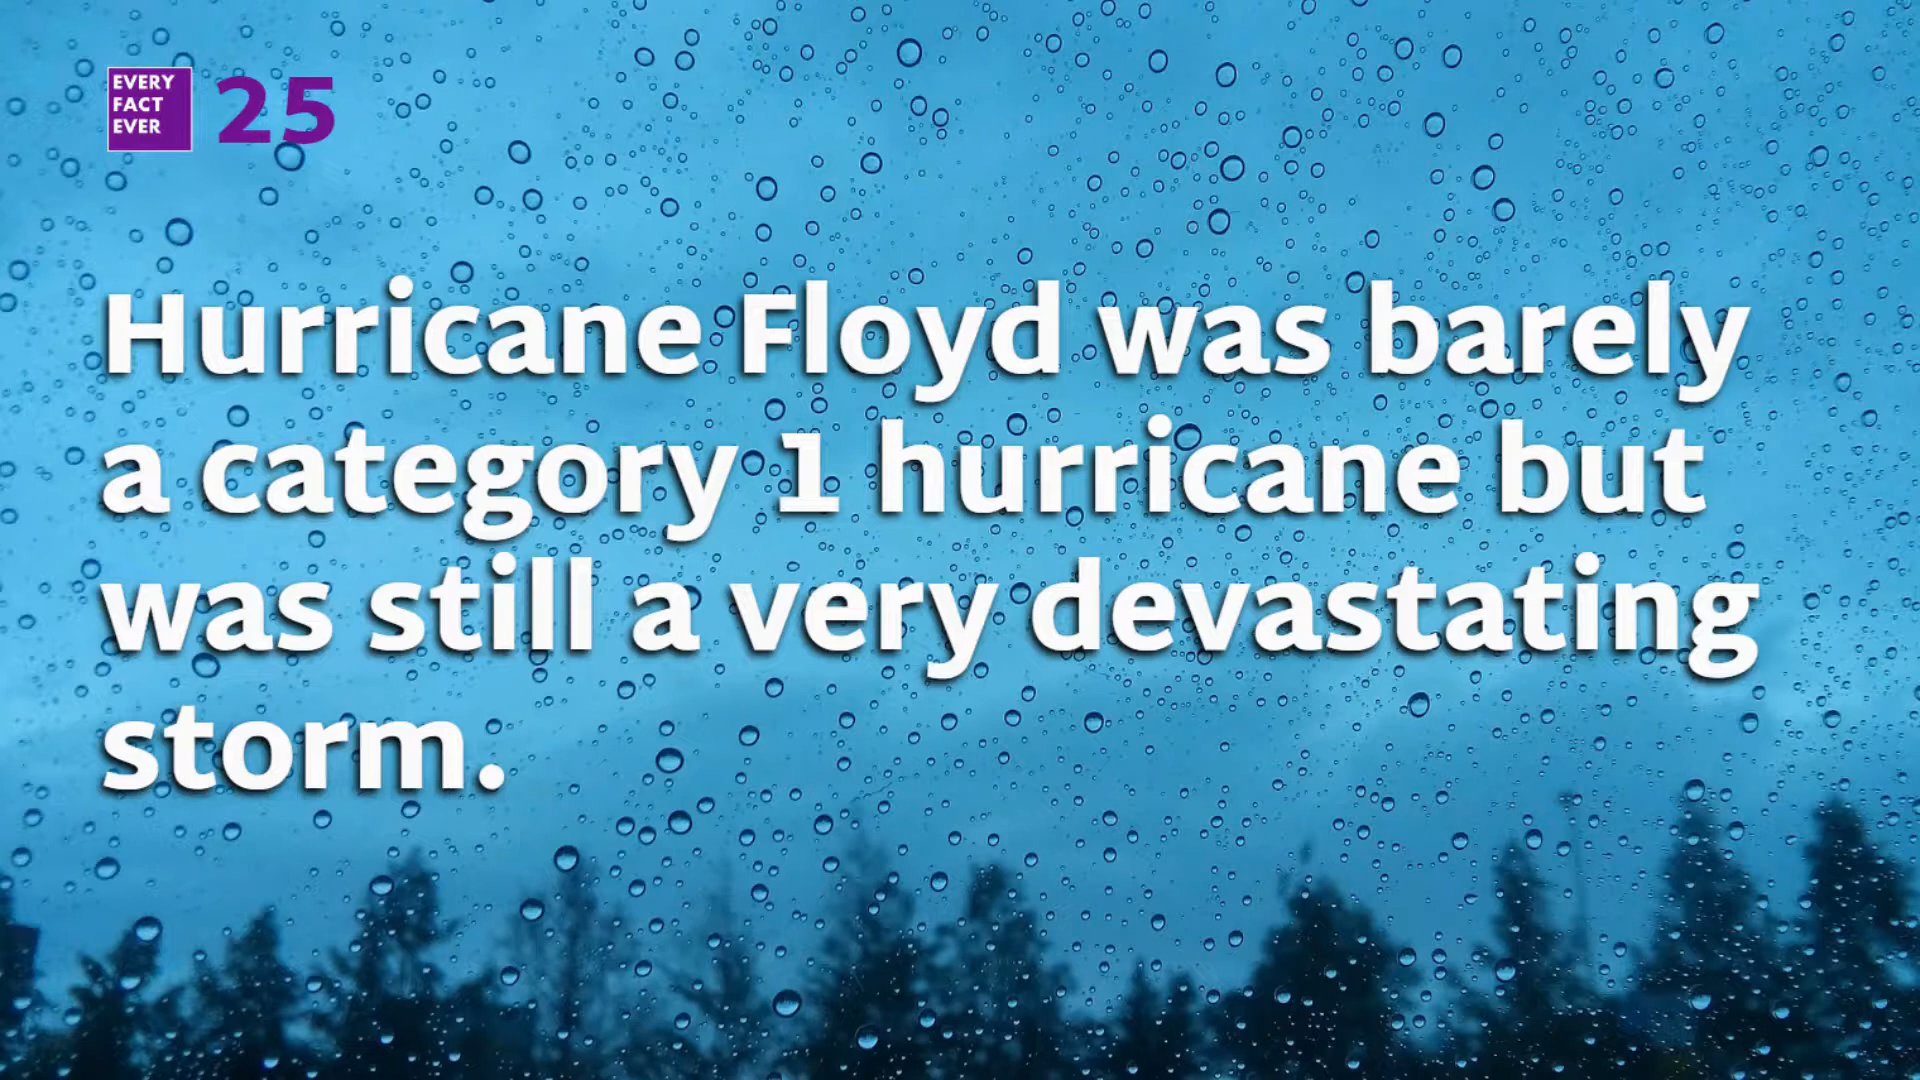 EVERY
FACT
EVER
25
Hurricane Floyd was barely
a category 1 hurricane but
was still a very devastating
storm.